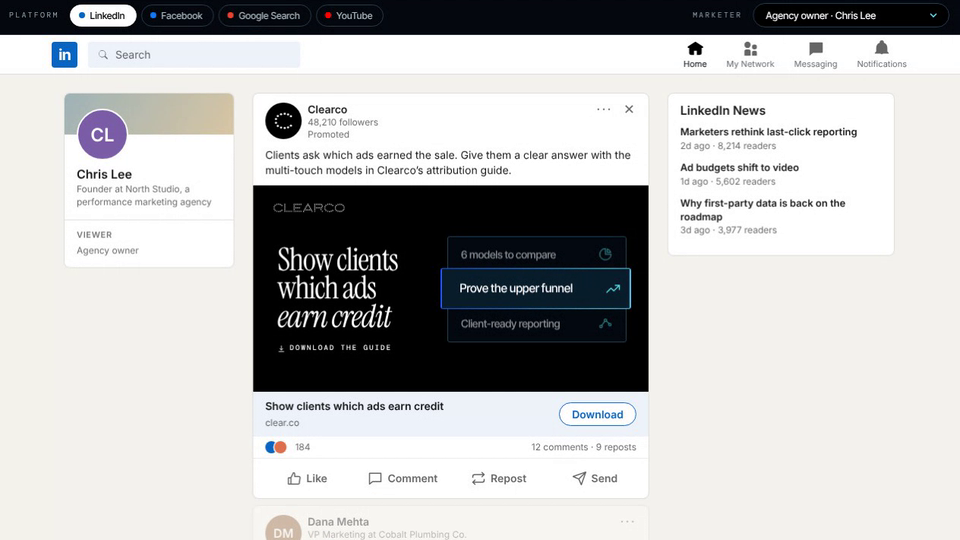 PLATFORM
LinkedIn
Facebook
Google Search
YouTube
MARKETER
Agency owner · Chris Lee
in
Search
Home
My Network
Messaging
Notifications
CL
Chris Lee
Founder at North Studio, a
performance marketing agency
VIEWER
Agency owner
Clearco
48,210 followers
Promoted
Clients ask which ads earned the sale. Give them a clear answer with the
multi-touch models in Clearco's attribution guide.
CLEARCO
Show clients
which ads
earn credit
DOWNLOAD THE GUIDE
6 models to compare
Prove the upper funnel
Client-ready reporting
Show clients which ads earn credit
clear.co
Download
184
12 comments · 9 reposts
Like
Comment
Repost
Send
DM
Dana Mehta
VP Marketing at Cobalt Plumbing Co.
LinkedIn News
Marketers rethink last-click reporting
2d ago · 8,214 readers
Ad budgets shift to video
1d ago · 5,602 readers
Why first-party data is back on the
roadmap
3d ago · 3,977 readers